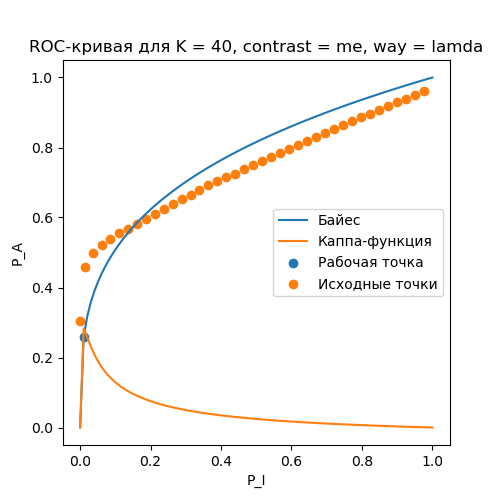 ROC-кривая для K = 40, contrast = me, way = lamda
1.0
0.8
0.6
0.4
0.2
0.0
P_A
Байес
Каппа-функция
Рабочая точка
Исходные точки
0.0 0.2 0.4 0.6 0.8 1.0
P_I